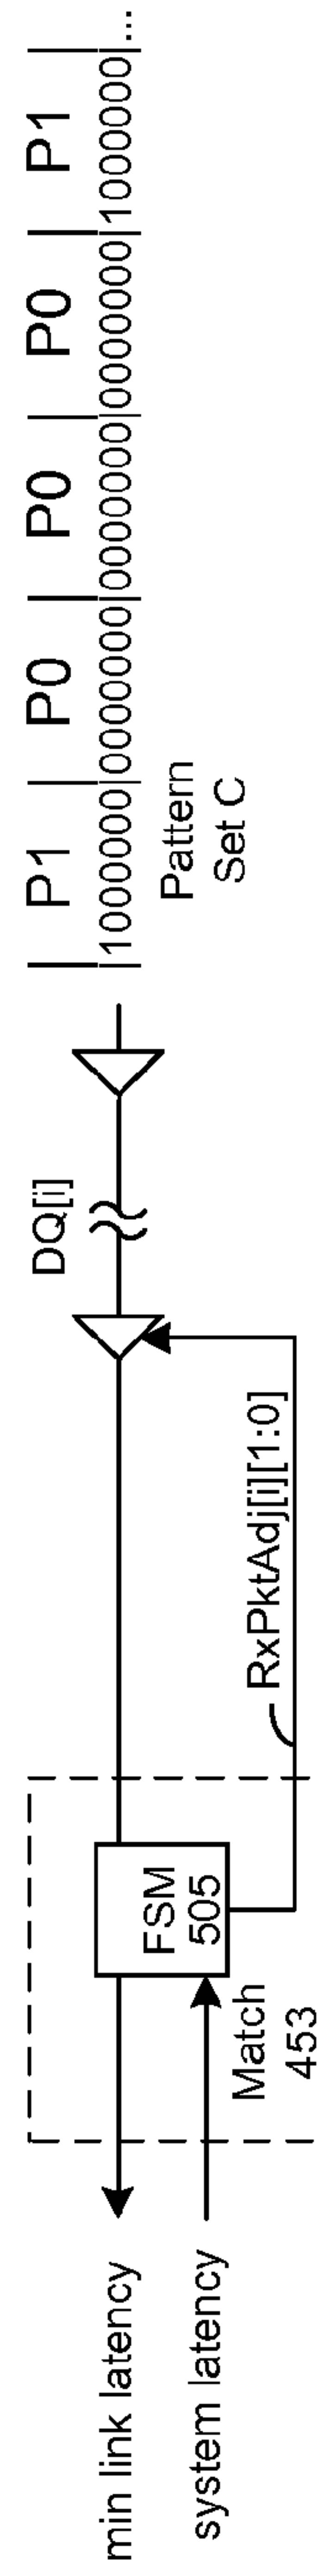 | P1 | P0 | P0 | P0 | P1 |
|1000000|0000000|0000000|0000000|1000000|...
Pattern
Set C
DQ[i]
RxPktAdj[i][1:0]
FSM
505
Match
453
min link latency
system latency